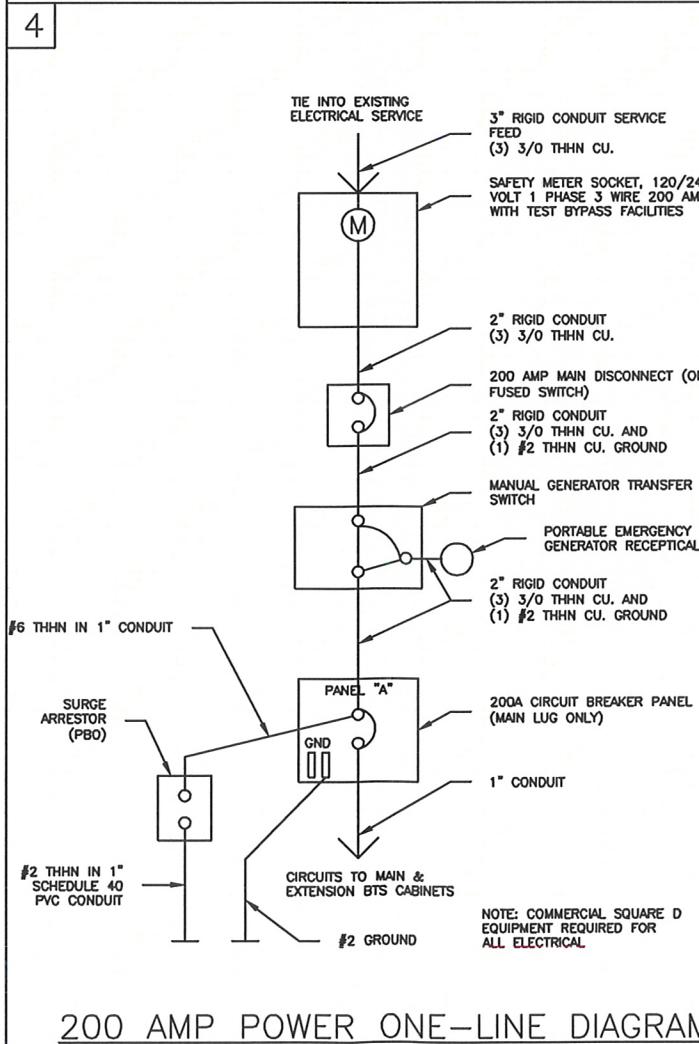 4
TIE INTO EXISTING
ELECTRICAL SERVICE
3" RIGID CONDUIT SERVICE
FEED
(3) 3/0 THHN CU.
SAFETY METER SOCKET, 120/24
VOLT 1 PHASE 3 WIRE 200 AM
WITH TEST BYPASS FACILITIES
M
2" RIGID CONDUIT
(3) 3/0 THHN CU.
200 AMP MAIN DISCONNECT (O
FUSED SWITCH)
2" RIGID CONDUIT
(3) 3/0 THHN CU. AND
(1) #2 THHN CU. GROUND
MANUAL GENERATOR TRANSFER
SWITCH
PORTABLE EMERGENCY
GENERATOR RECEPTICAL
2" RIGID CONDUIT
(3) 3/0 THHN CU. AND
(1) #2 THHN CU. GROUND
#6 THHN IN 1" CONDUIT
PANEL "A"
200A CIRCUIT BREAKER PANEL
(MAIN LUG ONLY)
SURGE
ARRESTOR
(PBO)
GND
1" CONDUIT
#2 THHN IN 1"
SCHEDULE 40
PVC CONDUIT
CIRCUITS TO MAIN &
EXTENSION BTS CABINETS
#2 GROUND
NOTE: COMMERCIAL SQUARE D
EQUIPMENT REQUIRED FOR
ALL ELECTRICAL
200 AMP POWER ONE-LINE DIAGRAM